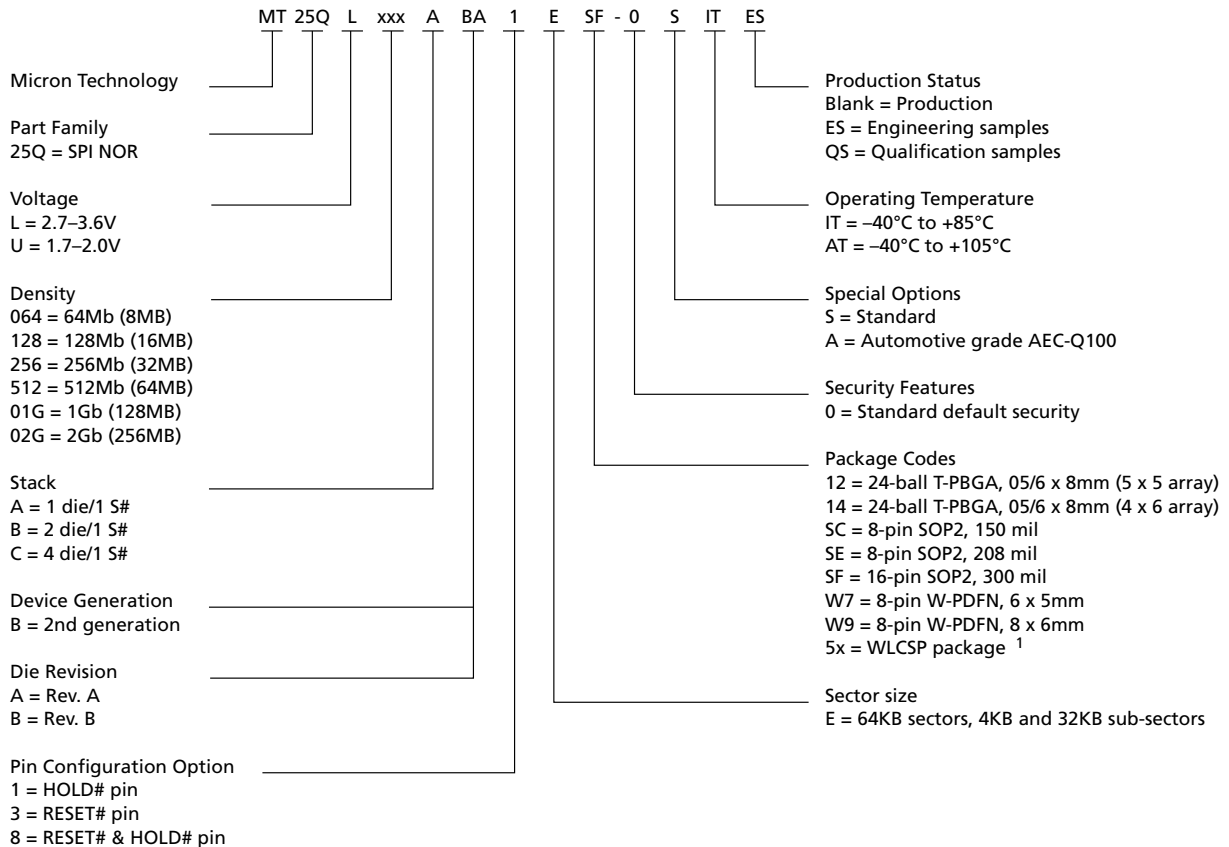 MT 25Q L xxx A BA 1 E SF - 0 S IT ES
Micron Technology
Part Family
25Q = SPI NOR
Voltage
L = 2.7–3.6V
U = 1.7–2.0V
Density
064 = 64Mb (8MB)
128 = 128Mb (16MB)
256 = 256Mb (32MB)
512 = 512Mb (64MB)
01G = 1Gb (128MB)
02G = 2Gb (256MB)
Stack
A = 1 die/1 S#
B = 2 die/1 S#
C = 4 die/1 S#
Device Generation
B = 2nd generation
Die Revision
A = Rev. A
B = Rev. B
Pin Configuration Option
1 = HOLD# pin
3 = RESET# pin
8 = RESET# & HOLD# pin
Production Status
Blank = Production
ES = Engineering samples
QS = Qualification samples
Operating Temperature
IT = –40°C to +85°C
AT = –40°C to +105°C
Special Options
S = Standard
A = Automotive grade AEC-Q100
Security Features
0 = Standard default security
Package Codes
12 = 24-ball T-PBGA, 05/6 x 8mm (5 x 5 array)
14 = 24-ball T-PBGA, 05/6 x 8mm (4 x 6 array)
SC = 8-pin SOP2, 150 mil
SE = 8-pin SOP2, 208 mil
SF = 16-pin SOP2, 300 mil
W7 = 8-pin W-PDFN, 6 x 5mm
W9 = 8-pin W-PDFN, 8 x 6mm
5x = WLCSP package 1
Sector size
E = 64KB sectors, 4KB and 32KB sub-sectors